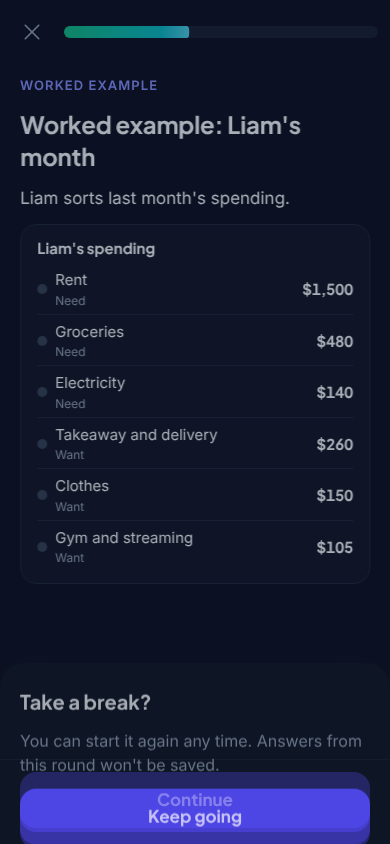 WORKED EXAMPLE
Worked example: Liam's
month
Liam sorts last month's spending.
Liam's spending
Rent
Need
$1,500
Groceries
Need
$480
Electricity
Need
$140
Takeaway and delivery
Want
$260
Clothes
Want
$150
Gym and streaming
Want
$105
Take a break?
You can start it again any time. Answers from
this round won't be saved.
Continue
Keep going